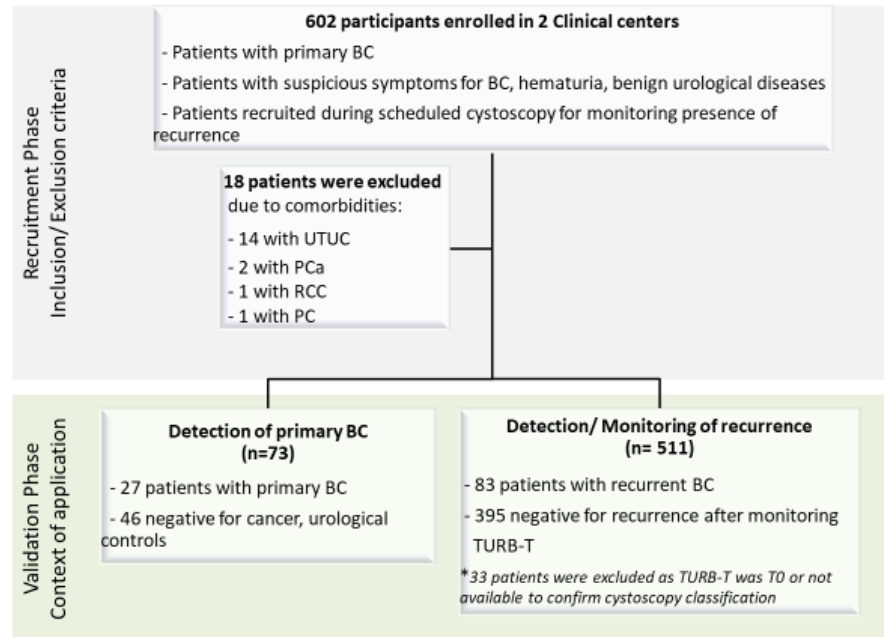 602 participants enrolled in 2 Clinical centers
- Patients with primary BC
- Patients with suspicious symptoms for BC, hematuria, benign urological diseases
- Patients recruited during scheduled cystoscopy for monitoring presence of
recurrence
Recruitment Phase
Inclusion/ Exclusion criteria
18 patients were excluded
due to comorbidities:
- 14 with UTUC
- 2 with PCa
- 1 with RCC
- 1 with PC
Validation Phase
Context of application
Detection of primary BC
(n=73)
- 27 patients with primary BC
- 46 negative for cancer, urological
controls
Detection/ Monitoring of recurrence
(n= 511)
- 83 patients with recurrent BC
- 395 negative for recurrence after monitoring
TURB-T
*33 patients were excluded as TURB-T was T0 or not
available to confirm cystoscopy classification